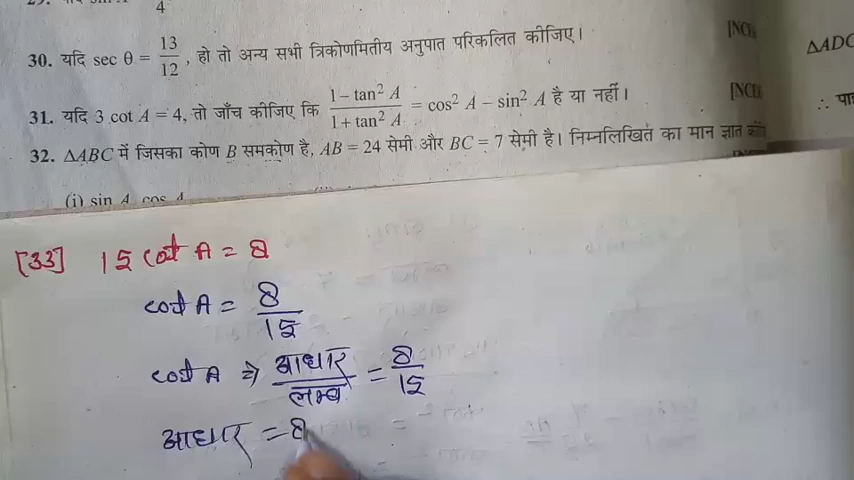 4
30. यदि sec θ = 13/12, हो तो अन्य सभी त्रिकोणमितीय अनुपात परिकलित कीजिए।
[NCE
31. यदि 3 cot A = 4, तो जाँच कीजिए कि (1 – tan² A)/(1 + tan² A) = cos² A – sin² A है या नहीं।
[NCE
32. ΔABC में जिसका कोण B समकोण है, AB = 24 सेमी और BC = 7 सेमी है। निम्नलिखित का मान ज्ञात
(i) sin A cos A
ΔADC
∴
[33] 15 cot A = 8
cot A = 8/15
cot A ⇒ आधार/लम्ब = 8/15
आधार = 8